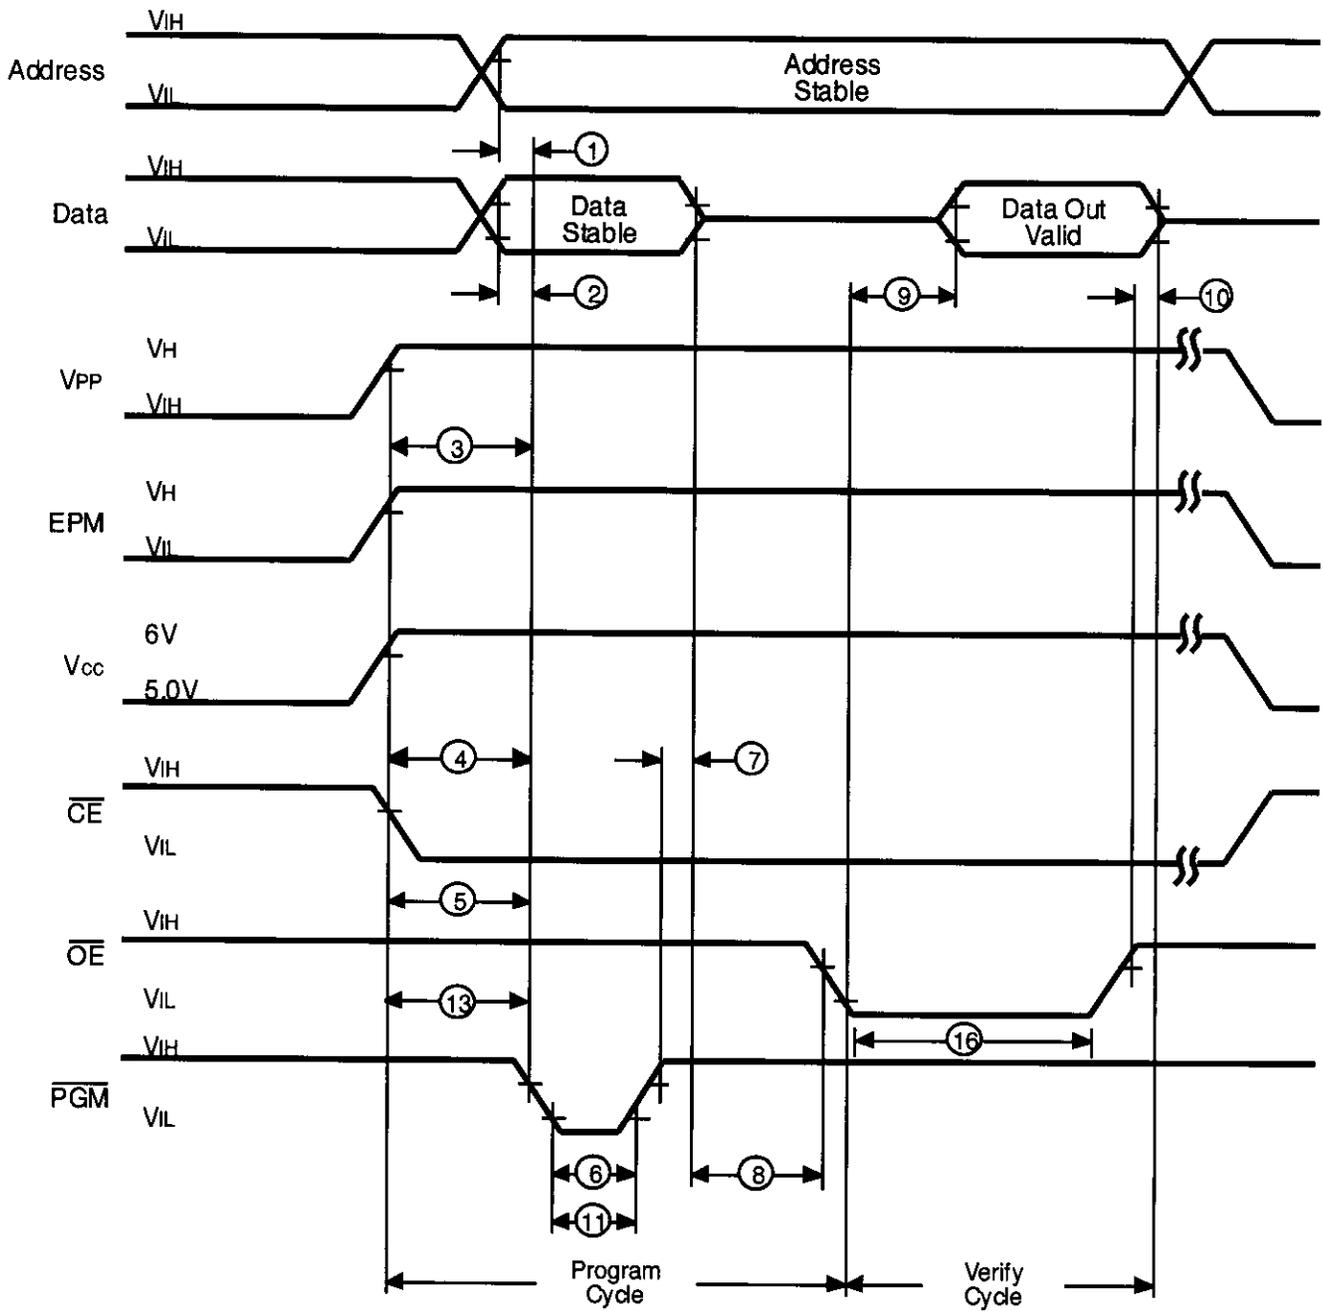 VIH
Address
VIL
Address
Stable
1
VIH
Data
VIL
Data
Stable
Data Out
Valid
2
9
10
VH
VPP
VIH
3
VH
EPM
VIL
6V
Vcc
5.0V
4
7
VIH
CE
VIL
5
VIH
OE
VIL
13
16
VIH
PGM
VIL
6
8
11
Program
Cycle
Verify
Cycle